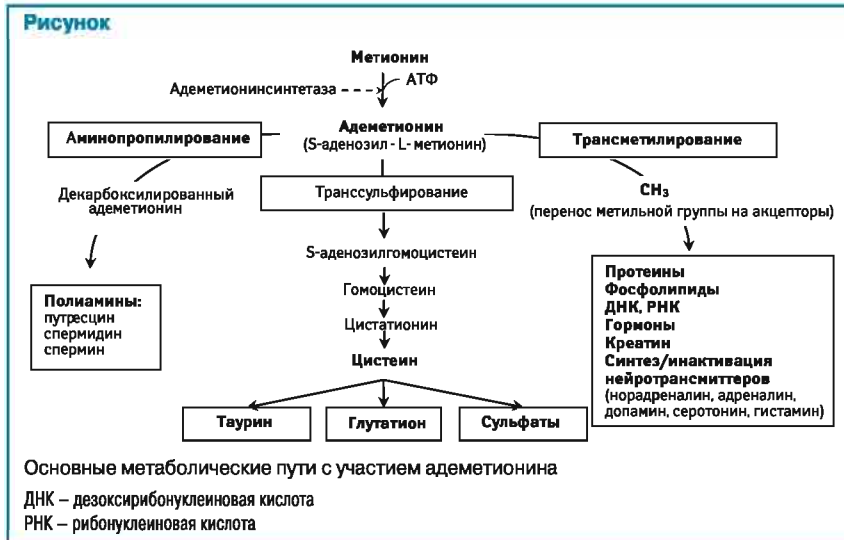 Рисунок
Метионин
АТФ
Адеметионинсинтетаза
Аминопропилирование
Адеметионин
(S-аденозил - L- метионин)
Трансметилирование
Декарбоксилированный
адеметионин
Транссульфирование
CH₃
(перенос метильной группы на акцепторы)
S-аденозилгомоцистеин
Гомоцистеин
Цистатионин
Цистеин
Полиамины:
путресцин
спермидин
спермин
Протеины
Фосфолипиды
ДНК, РНК
Гормоны
Креатин
Синтез/инактивация
нейротрансмиттеров
(норадреналин, адреналин,
допамин, серотонин, гистамин)
Таурин
Глутатион
Сульфаты
Основные метаболические пути с участием адеметионина
ДНК – дезоксирибонуклеиновая кислота
РНК – рибонуклеиновая кислота